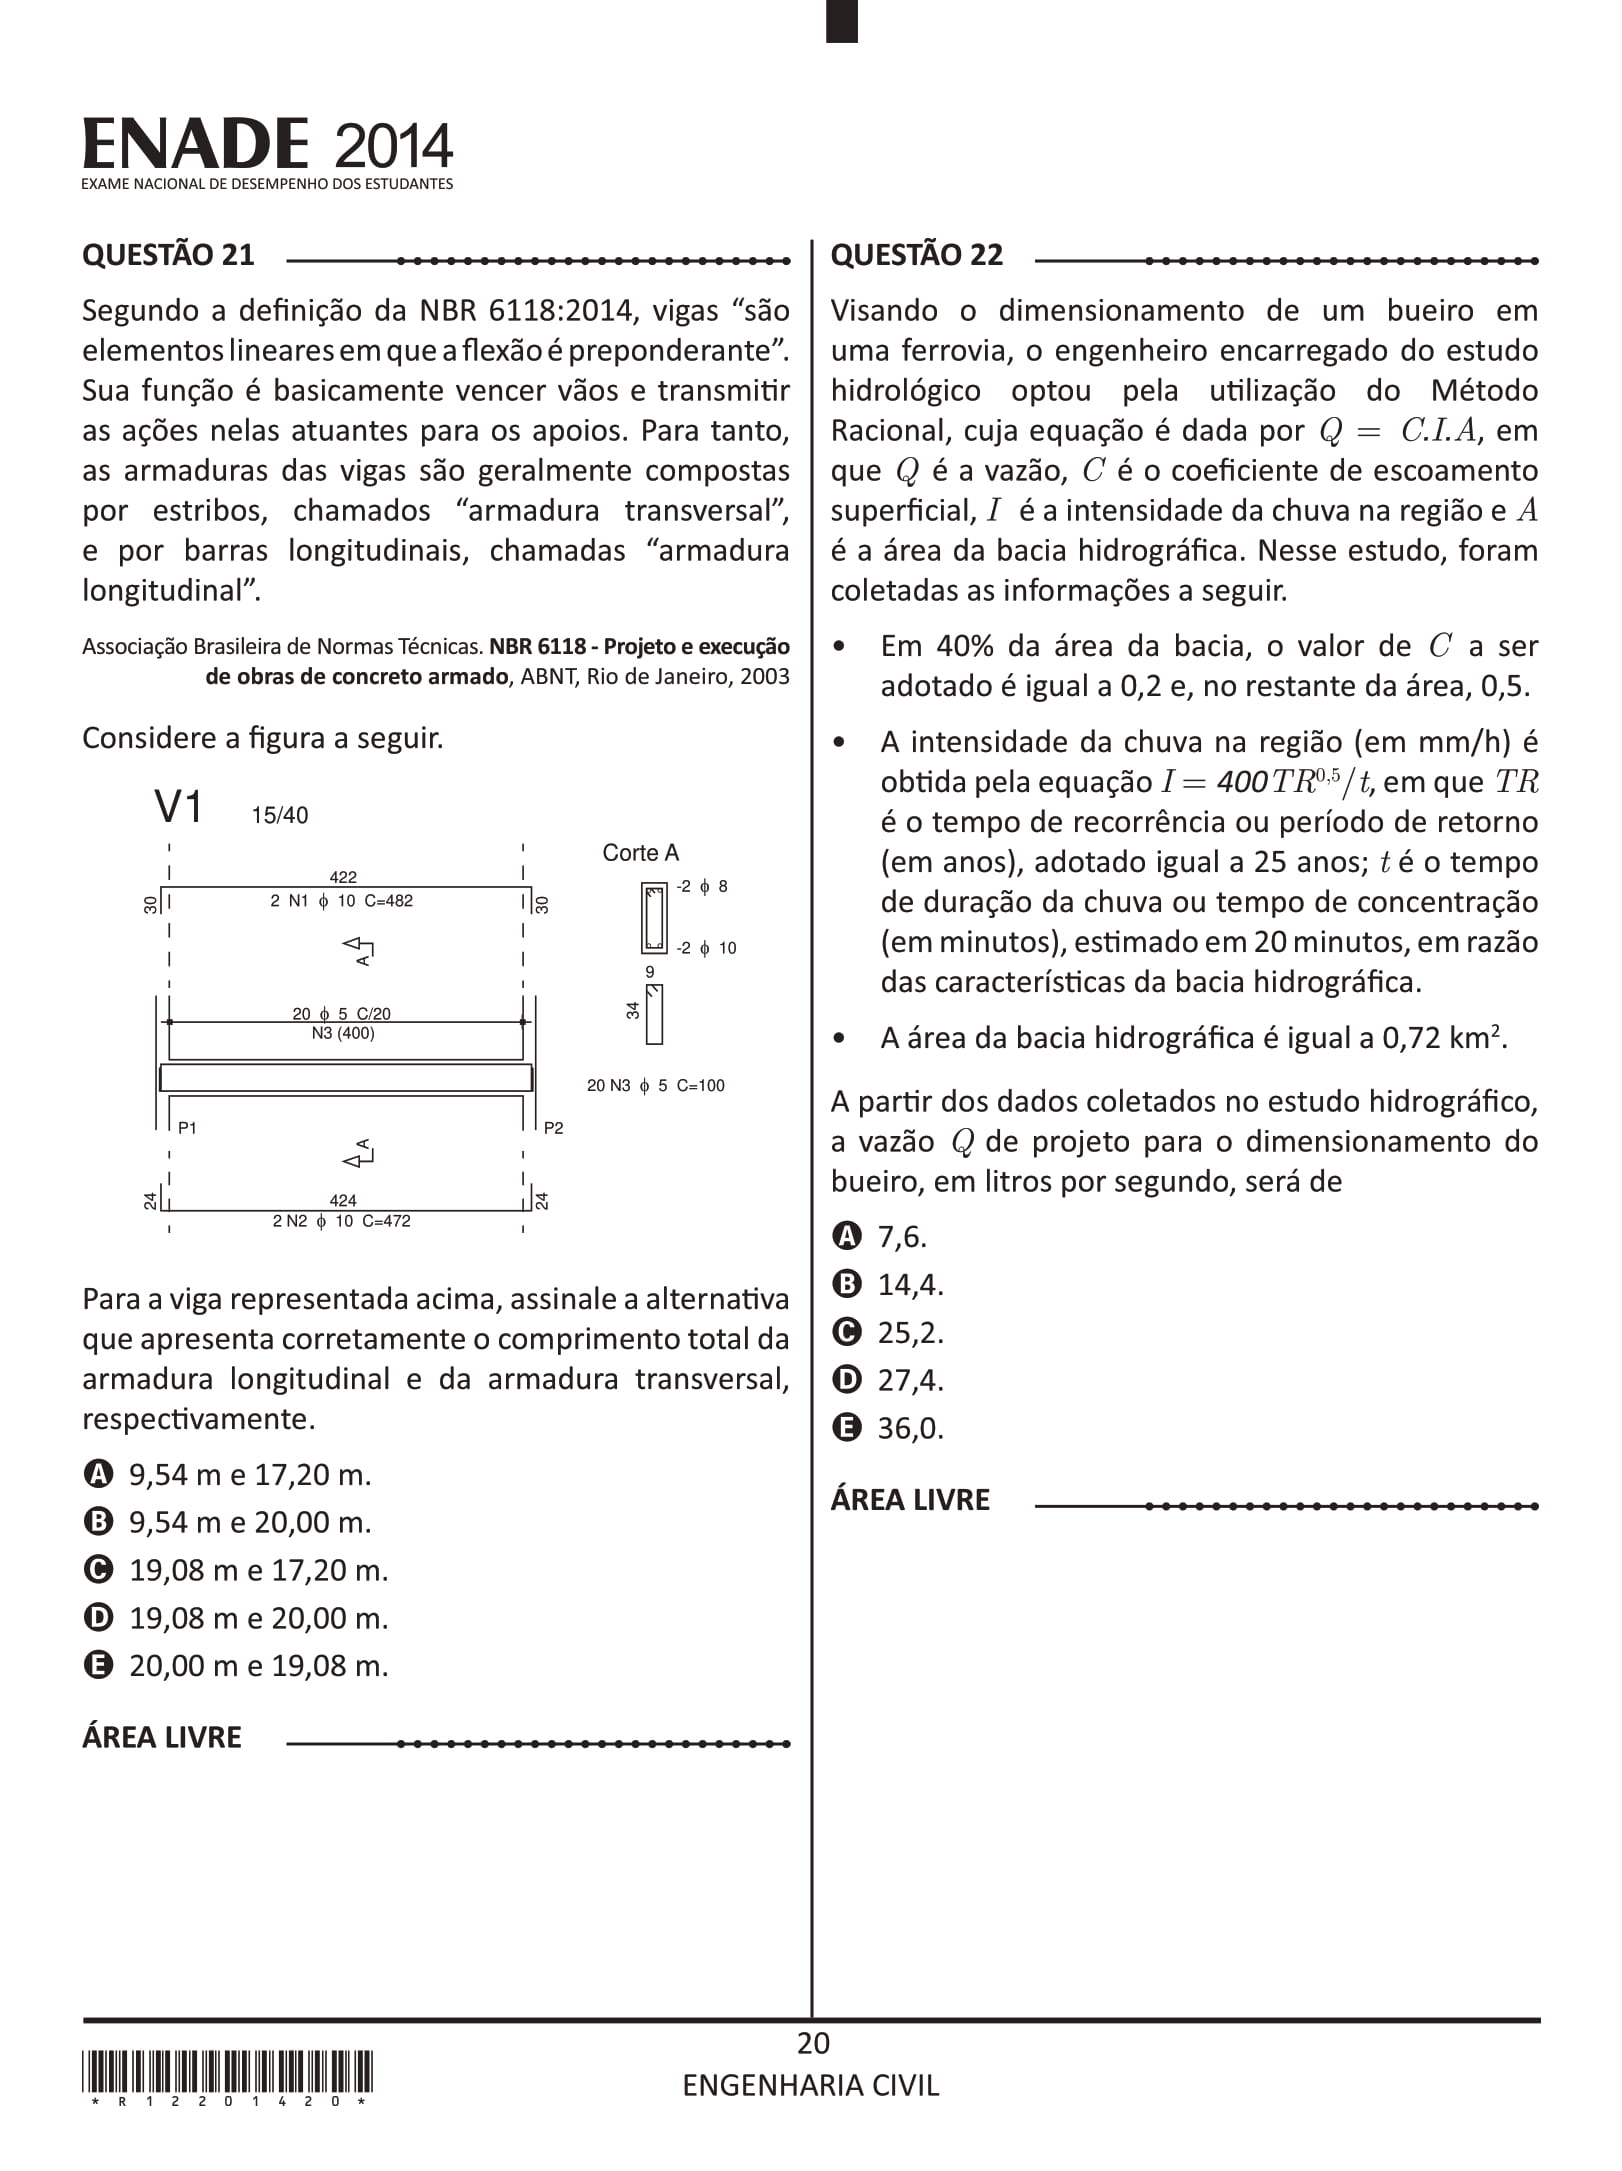 ENADE 2014
EXAME NACIONAL DE DESEMPENHO DOS ESTUDANTES
QUESTÃO 21
Segundo a definição da NBR 6118:2014, vigas “são
elementos lineares em que a flexão é preponderante”.
Sua função é basicamente vencer vãos e transmitir
as ações nelas atuantes para os apoios. Para tanto,
as armaduras das vigas são geralmente compostas
por estribos, chamados “armadura transversal”,
e por barras longitudinais, chamadas “armadura
longitudinal”.
Associação Brasileira de Normas Técnicas. NBR 6118 - Projeto e execução
de obras de concreto armado, ABNT, Rio de Janeiro, 2003
Considere a figura a seguir.
V1 15/40
422
2 N1 ϕ 10 C=482
30
30
A
20 ϕ 5 C/20
N3 (400)
P1
P2
A
24
24
424
2 N2 ϕ 10 C=472
Corte A
-2 ϕ 8
-2 ϕ 10
9
34
20 N3 ϕ 5 C=100
Para a viga representada acima, assinale a alternativa
que apresenta corretamente o comprimento total da
armadura longitudinal e da armadura transversal,
respectivamente.
A 9,54 m e 17,20 m.
B 9,54 m e 20,00 m.
C 19,08 m e 17,20 m.
D 19,08 m e 20,00 m.
E 20,00 m e 19,08 m.
ÁREA LIVRE
QUESTÃO 22
Visando o dimensionamento de um bueiro em
uma ferrovia, o engenheiro encarregado do estudo
hidrológico optou pela utilização do Método
Racional, cuja equação é dada por Q = C.I.A, em
que Q é a vazão, C é o coeficiente de escoamento
superficial, I é a intensidade da chuva na região e A
é a área da bacia hidrográfica. Nesse estudo, foram
coletadas as informações a seguir.
• Em 40% da área da bacia, o valor de C a ser
adotado é igual a 0,2 e, no restante da área, 0,5.
• A intensidade da chuva na região (em mm/h) é
obtida pela equação I = 400TR^0,5/t, em que TR
é o tempo de recorrência ou período de retorno
(em anos), adotado igual a 25 anos; t é o tempo
de duração da chuva ou tempo de concentração
(em minutos), estimado em 20 minutos, em razão
das características da bacia hidrográfica.
• A área da bacia hidrográfica é igual a 0,72 km².
A partir dos dados coletados no estudo hidrográfico,
a vazão Q de projeto para o dimensionamento do
bueiro, em litros por segundo, será de
A 7,6.
B 14,4.
C 25,2.
D 27,4.
E 36,0.
ÁREA LIVRE
20
ENGENHARIA CIVIL
* R 1 2 2 0 1 4 2 0 *